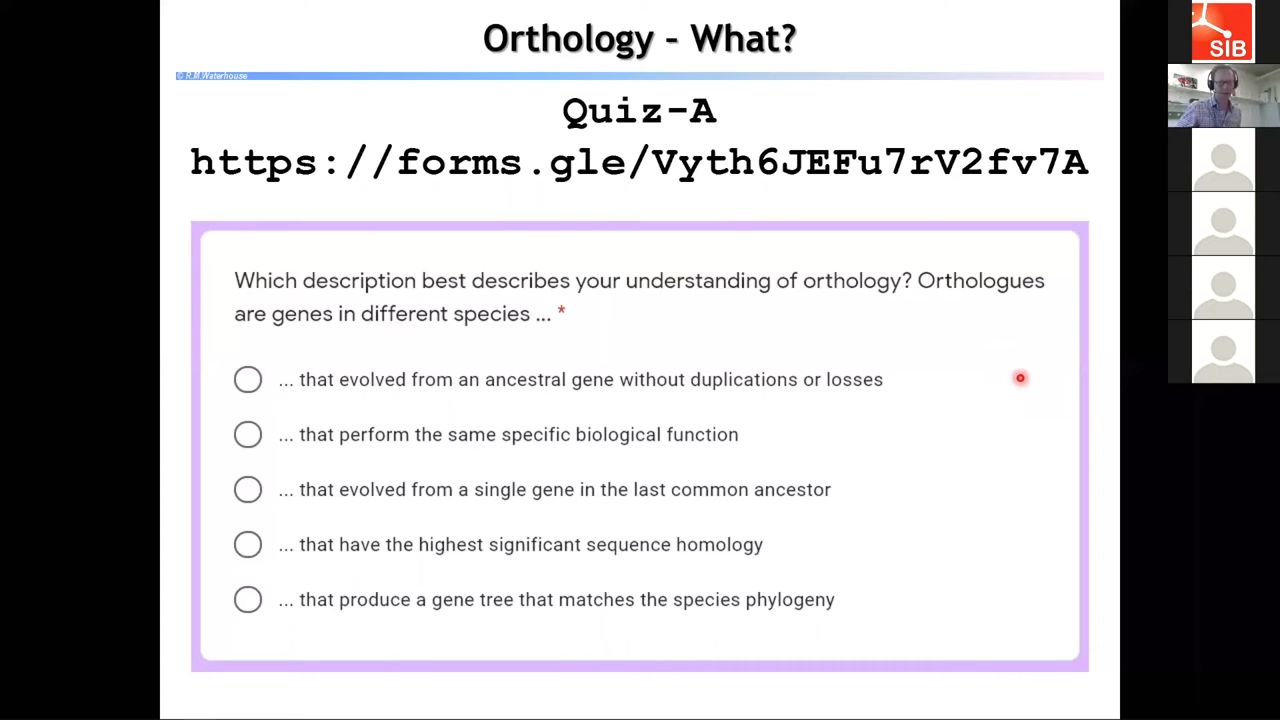 Orthology - What?
© R.M.Waterhouse
Quiz-A
https://forms.gle/Vyth6JEFu7rV2fv7A
Which description best describes your understanding of orthology? Orthologues
are genes in different species ... *
... that evolved from an ancestral gene without duplications or losses
... that perform the same specific biological function
... that evolved from a single gene in the last common ancestor
... that have the highest significant sequence homology
... that produce a gene tree that matches the species phylogeny
SIB